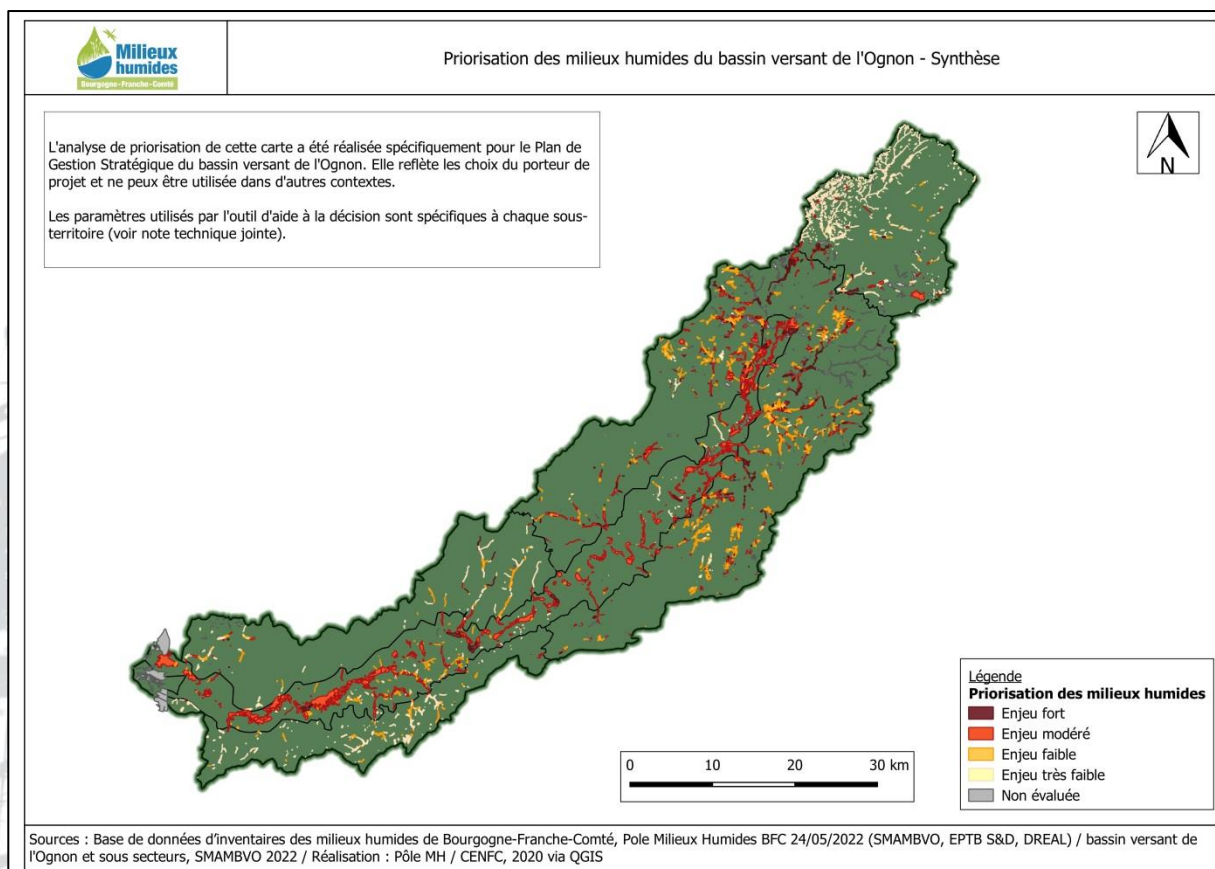 Milieux
humides
Bourgogne-Franche-Comté
Priorisation des milieux humides du bassin versant de l'Ognon - Synthèse
L'analyse de priorisation de cette carte a été réalisée spécifiquement pour le Plan de
Gestion Stratégique du bassin versant de l'Ognon. Elle reflète les choix du porteur de
projet et ne peux être utilisée dans d'autres contextes.
Les paramètres utilisés par l'outil d'aide à la décision sont spécifiques à chaque sous-
territoire (voir note technique jointe).
N
Légende
Priorisation des milieux humides
Enjeu fort
Enjeu modéré
Enjeu faible
Enjeu très faible
Non évaluée
0 10 20 30 km
Sources : Base de données d'inventaires des milieux humides de Bourgogne-Franche-Comté, Pole Milieux Humides BFC 24/05/2022 (SMAMBVO, EPTB S&D, DREAL) / bassin versant de
l'Ognon et sous secteurs, SMAMBVO 2022 / Réalisation : Pôle MH / CENFC, 2020 via QGIS